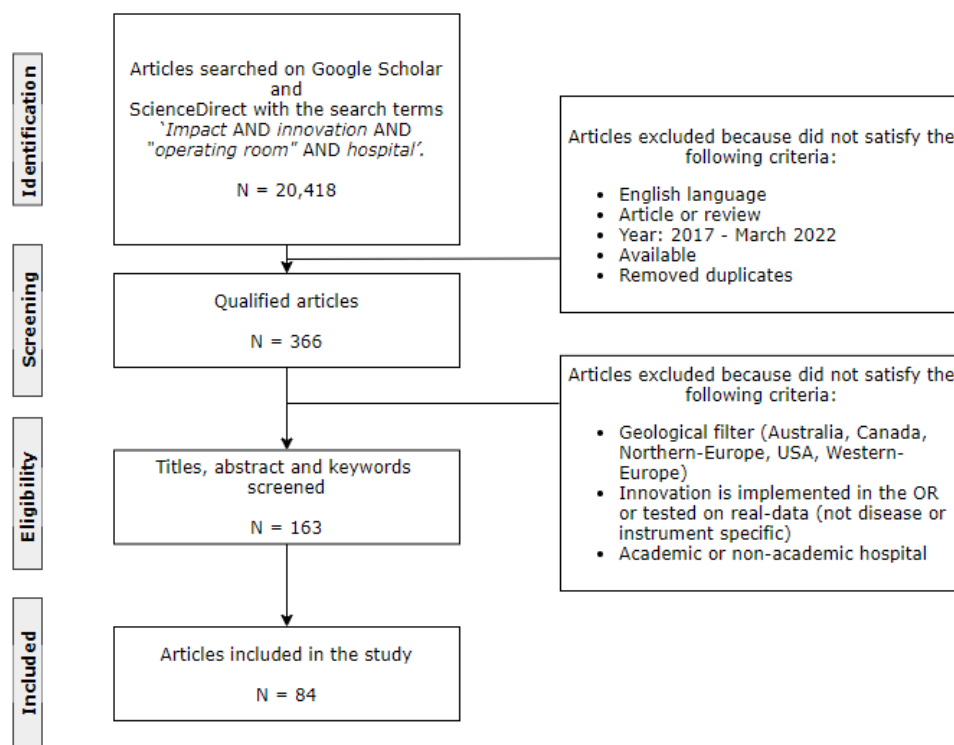 Identification
Articles searched on Google Scholar
and
ScienceDirect with the search terms
`Impact AND innovation AND
"operating room" AND hospital'.
N = 20,418
Articles excluded because did not satisfy the
following criteria:
• English language
• Article or review
• Year: 2017 - March 2022
• Available
• Removed duplicates
Screening
Qualified articles
N = 366
Articles excluded because did not satisfy the
following criteria:
• Geological filter (Australia, Canada,
Northern-Europe, USA, Western-
Europe)
• Innovation is implemented in the OR
or tested on real-data (not disease or
instrument specific)
• Academic or non-academic hospital
Eligibility
Titles, abstract and keywords
screened
N = 163
Included
Articles included in the study
N = 84